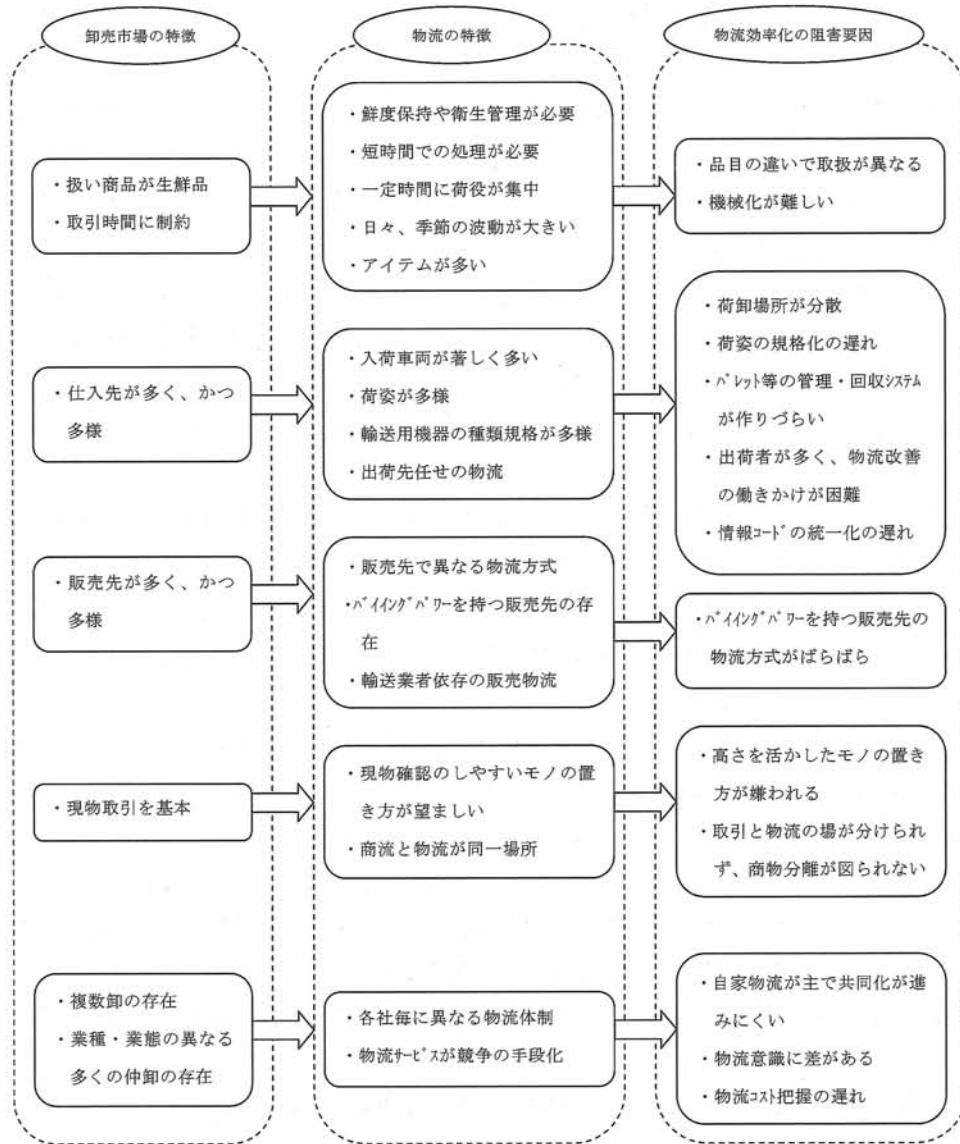 卸売市場の特徴
物流の特徴
物流効率化の阻害要因
・扱い商品が生鮮品
・取引時間に制約
・鮮度保持や衛生管理が必要
・短時間での処理が必要
・一定時間に荷役が集中
・日々、季節の波動が大きい
・アイテムが多い
・品目の違いで取扱が異なる
・機械化が難しい
・仕入先が多く、かつ
多様
・入荷車両が著しく多い
・荷姿が多様
・輸送用機器の種類規格が多様
・出荷先任せの物流
・荷卸場所が分散
・荷姿の規格化の遅れ
・ﾊﾟﾚｯﾄ等の管理・回収ｼｽﾃﾑ
が作りづらい
・出荷者が多く、物流改善
の働きかけが困難
・情報ｺｰﾄﾞの統一化の遅れ
・販売先が多く、かつ
多様
・販売先で異なる物流方式
・ﾊﾞｲｲﾝｸﾞﾊﾟﾜｰを持つ販売先の存
在
・輸送業者依存の販売物流
・ﾊﾞｲｲﾝｸﾞﾊﾟﾜｰを持つ販売先の
物流方式がばらばら
・現物取引を基本
・現物確認のしやすいモノの置
き方が望ましい
・商流と物流が同一場所
・高さを活かしたモノの置き
方が嫌われる
・取引と物流の場が分けられ
ず、商物分離が図られない
・複数卸の存在
・業種・業態の異なる
多くの仲卸の存在
・各社毎に異なる物流体制
・物流ｻｰﾋﾞｽが競争の手段化
・自家物流が主で共同化が進
みにくい
・物流意識に差がある
・物流ｺｽﾄ把握の遅れ